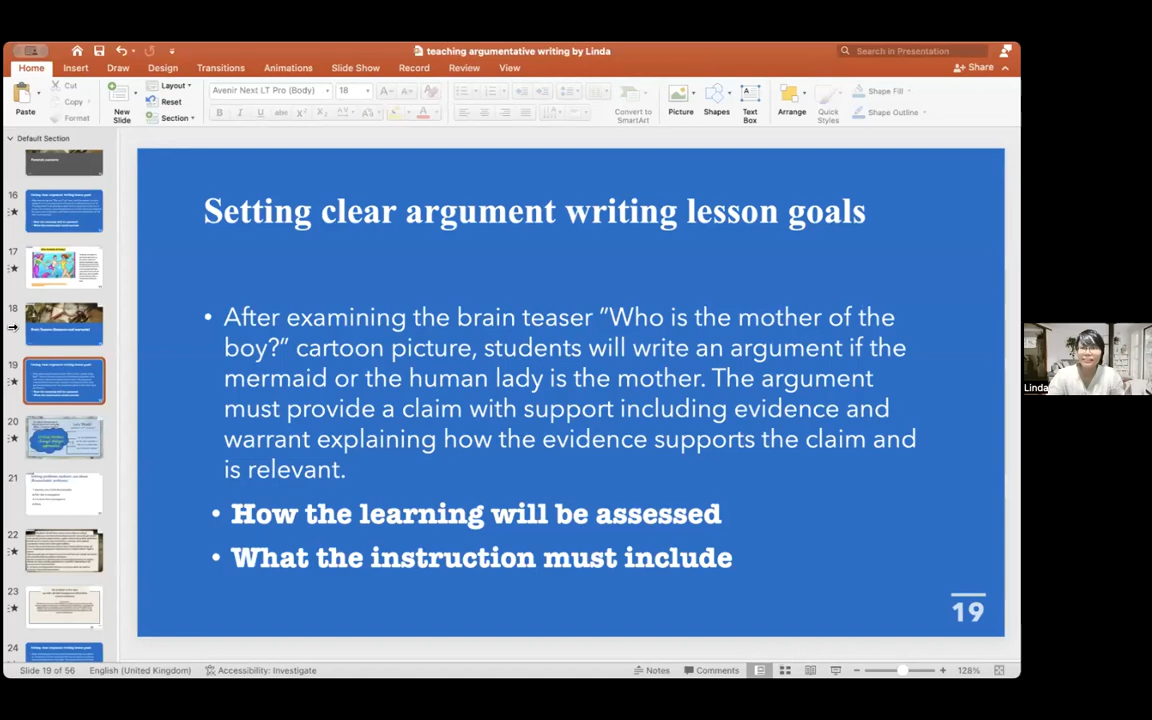 teaching argumentative writing by Linda
Search in Presentation
Home Insert Draw Design Transitions Animations Slide Show Record Review View
Share
Paste
Cut
Copy
Format
New Slide
Layout
Reset
Section
Avenir Next LT Pro (Body) 18
Convert to SmartArt
Picture
Shapes
Text Box
Arrange
Quick Styles
Shape Fill
Shape Outline
Default Section
16
17
18
19
20
21
22
23
24
Setting clear argument writing lesson goals
• After examining the brain teaser "Who is the mother of the
boy?" cartoon picture, students will write an argument if the
mermaid or the human lady is the mother. The argument
must provide a claim with support including evidence and
warrant explaining how the evidence supports the claim and
is relevant.
• How the learning will be assessed
• What the instruction must include
19
Linda
Slide 19 of 56 English (United Kingdom) Accessibility: Investigate Notes Comments 128%